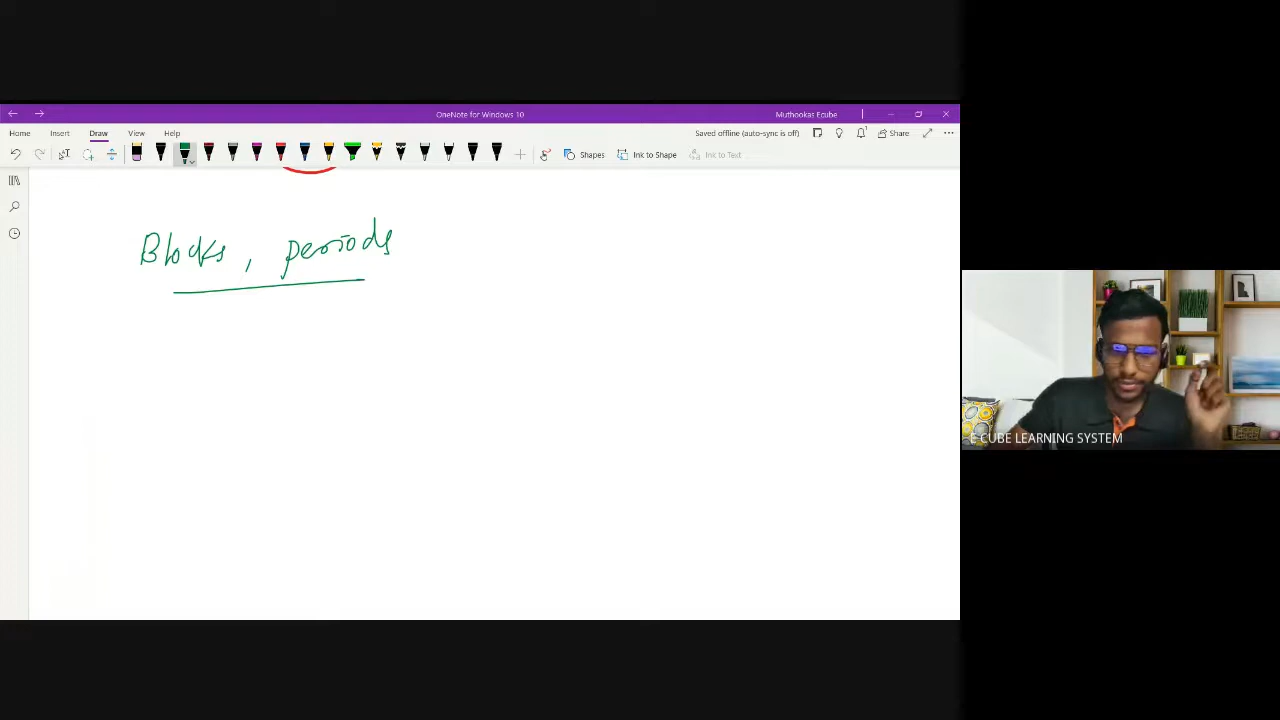 OneNote for Windows 10
Muthookas Ecube
Home Insert Draw View Help
Saved offline (auto-sync is off)
Share
Shapes
Ink to Shape
Ink to Text
Blocks, periods
E CUBE LEARNING SYSTEM